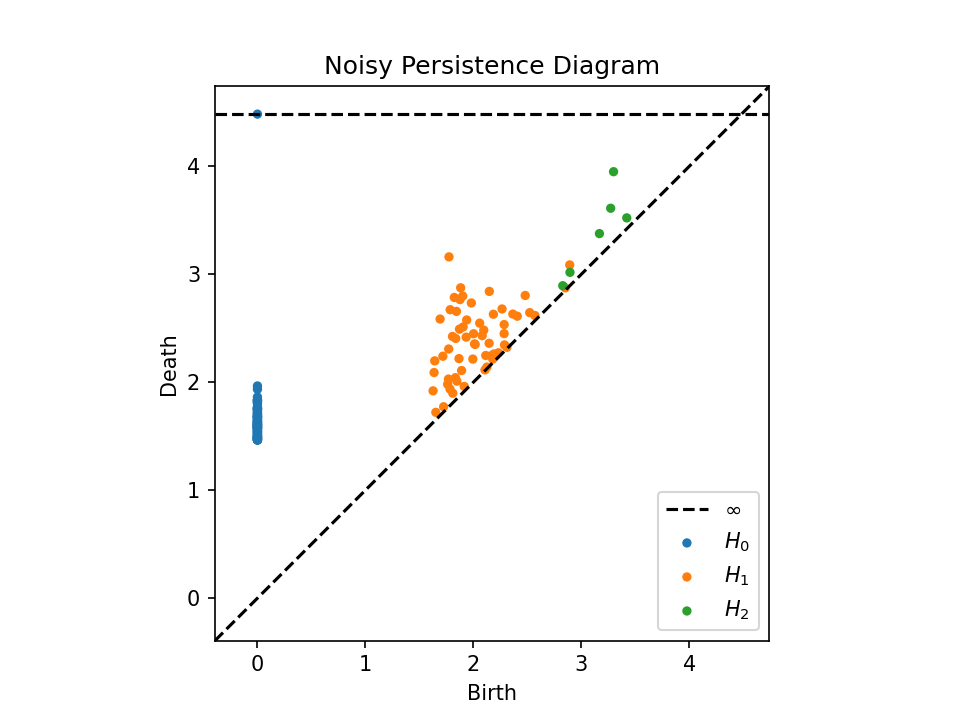 Noisy Persistence Diagram
Death
4
3
2
1
0
0 1 2 3 4
Birth
∞
H₀
H₁
H₂